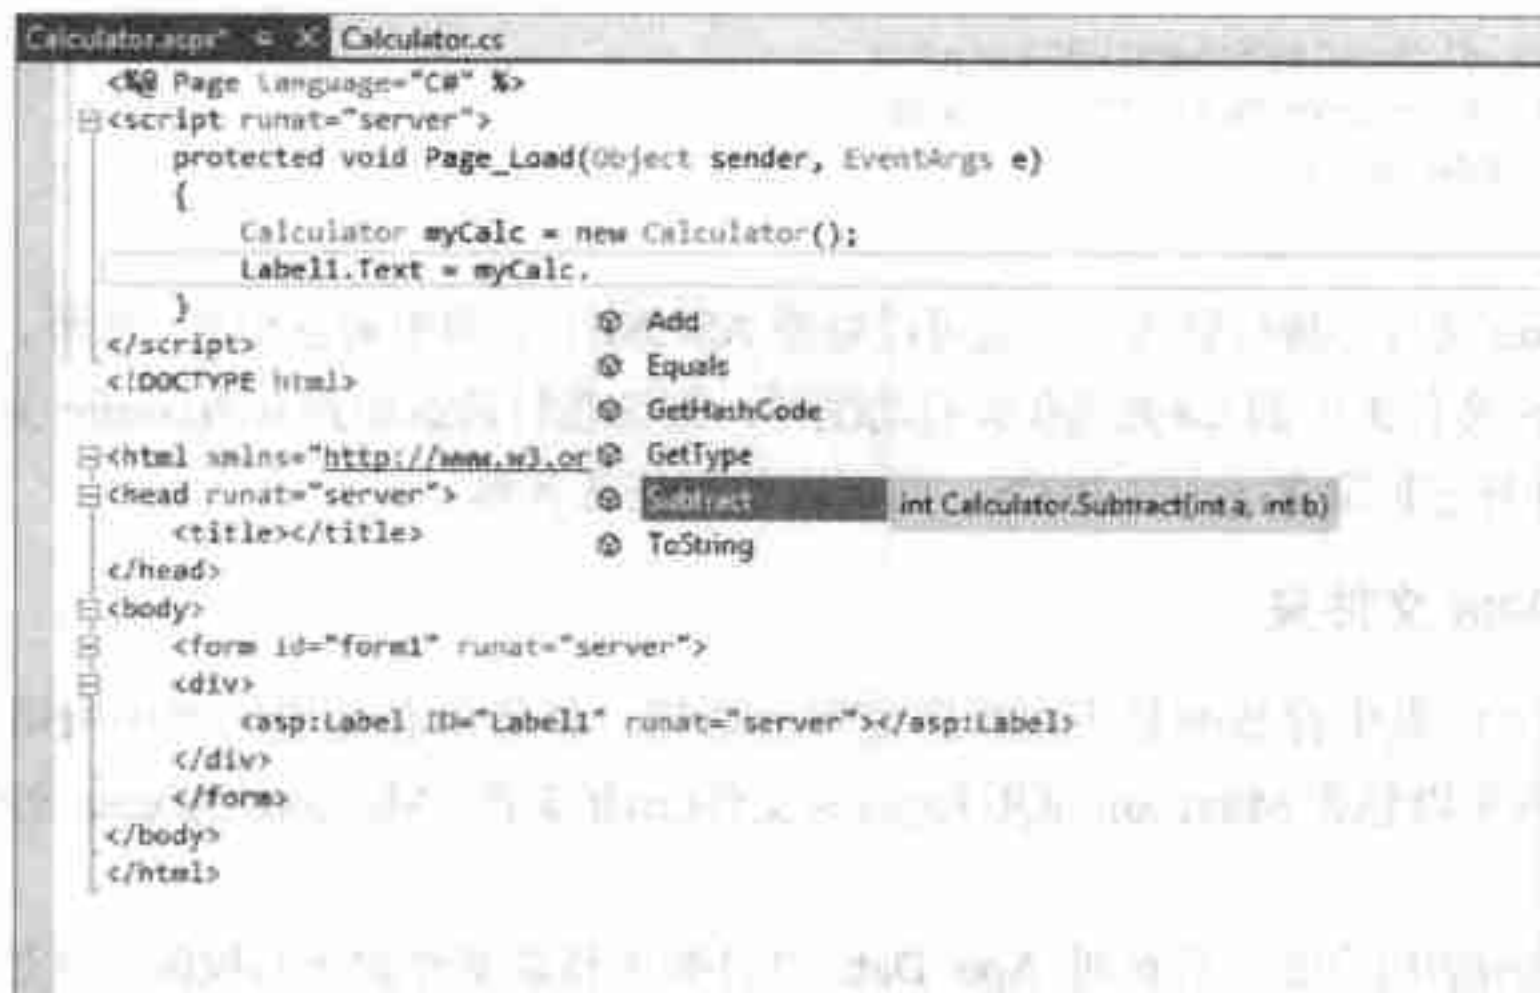 Calculator.aspx* Calculator.cs
<%@ Page Language="C#" %>
<script runat="server">
protected void Page_Load(Object sender, EventArgs e)
{
Calculator myCalc = new Calculator();
Label1.Text = myCalc.
}
</script>
<!DOCTYPE html>
<html xmlns="http://www.w3.or
<head runat="server">
<title></title>
</head>
<body>
<form id="form1" runat="server">
<div>
<asp:Label ID="Label1" runat="server"></asp:Label>
</div>
</form>
</body>
</html>
Add
Equals
GetHashCode
GetType
Subtract int Calculator.Subtract(int a, int b)
ToString